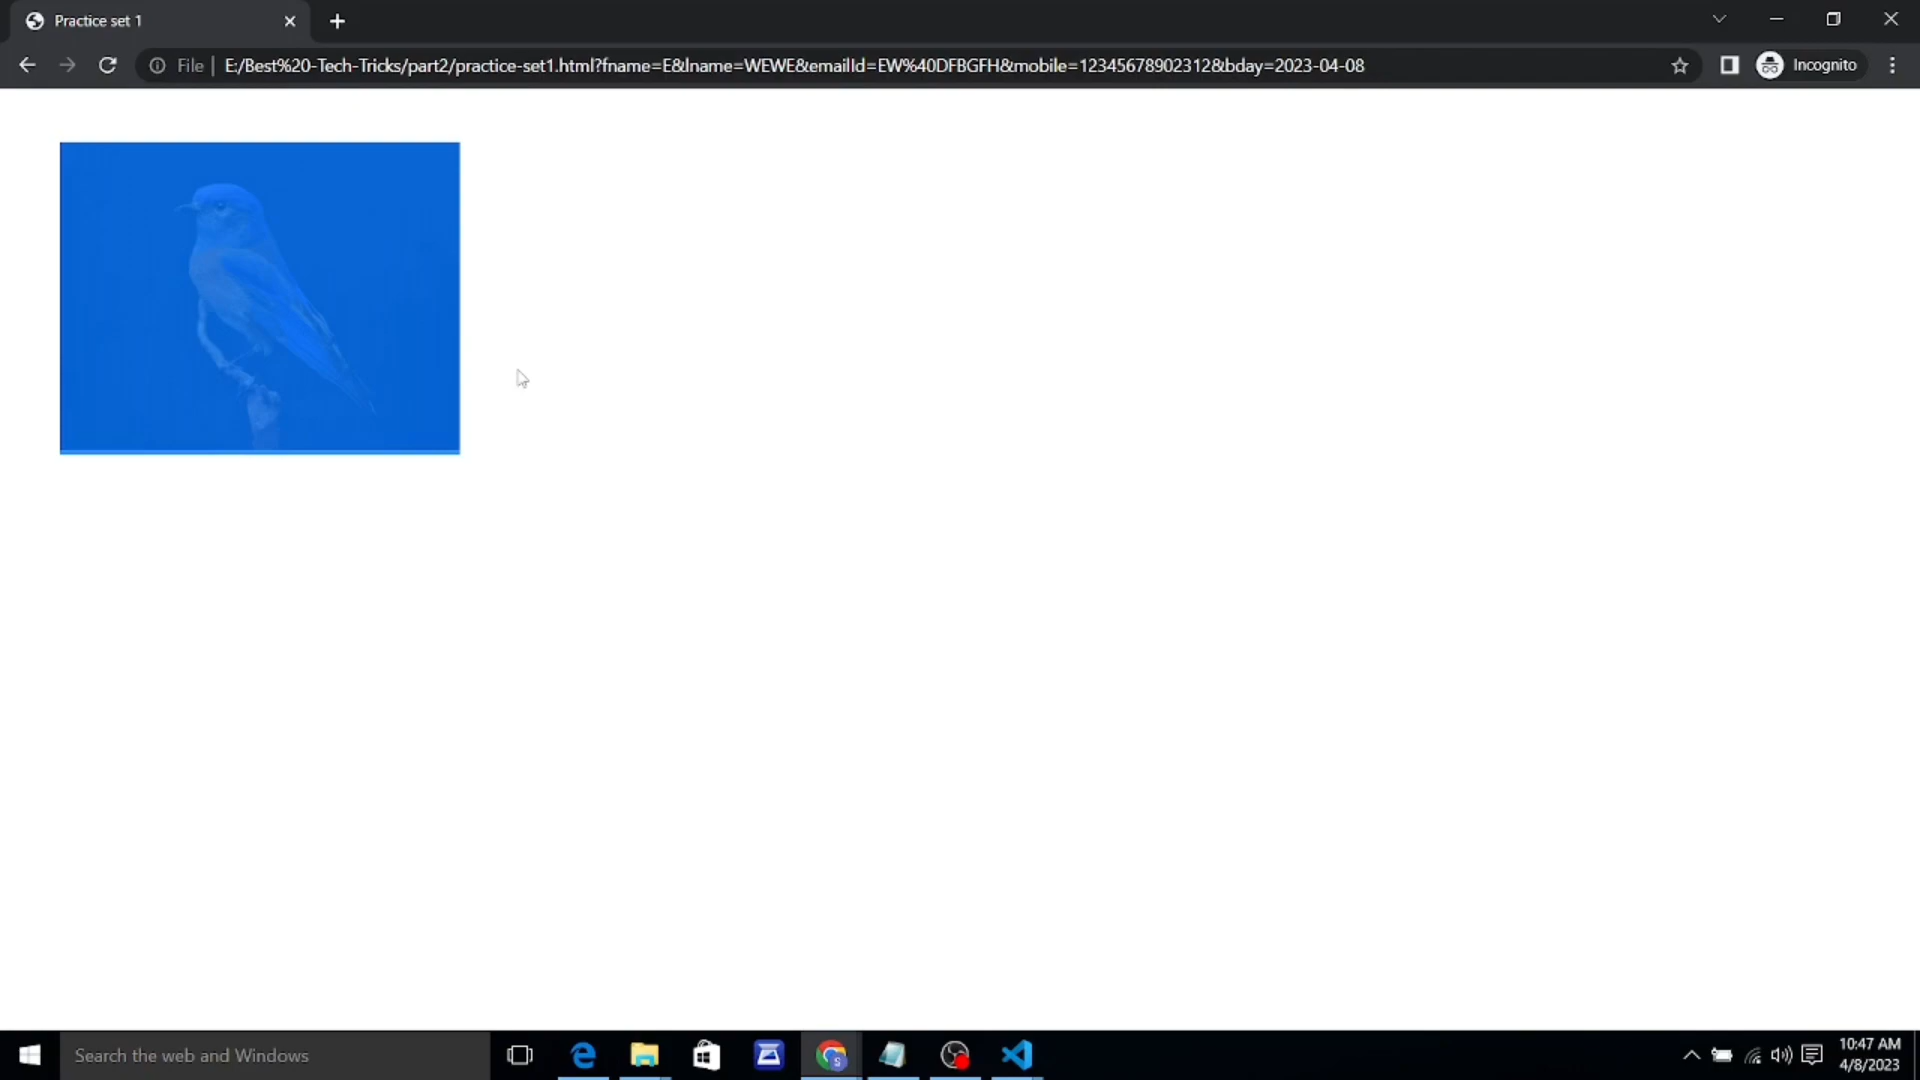 Practice set 1
File | E:/Best%20-Tech-Tricks/part2/practice-set1.html?fname=E&lname=WEWE&emailId=EW%40DFBGFH&mobile=12345678902312&bday=2023-04-08
Incognito
Search the web and Windows
10:47 AM
4/8/2023